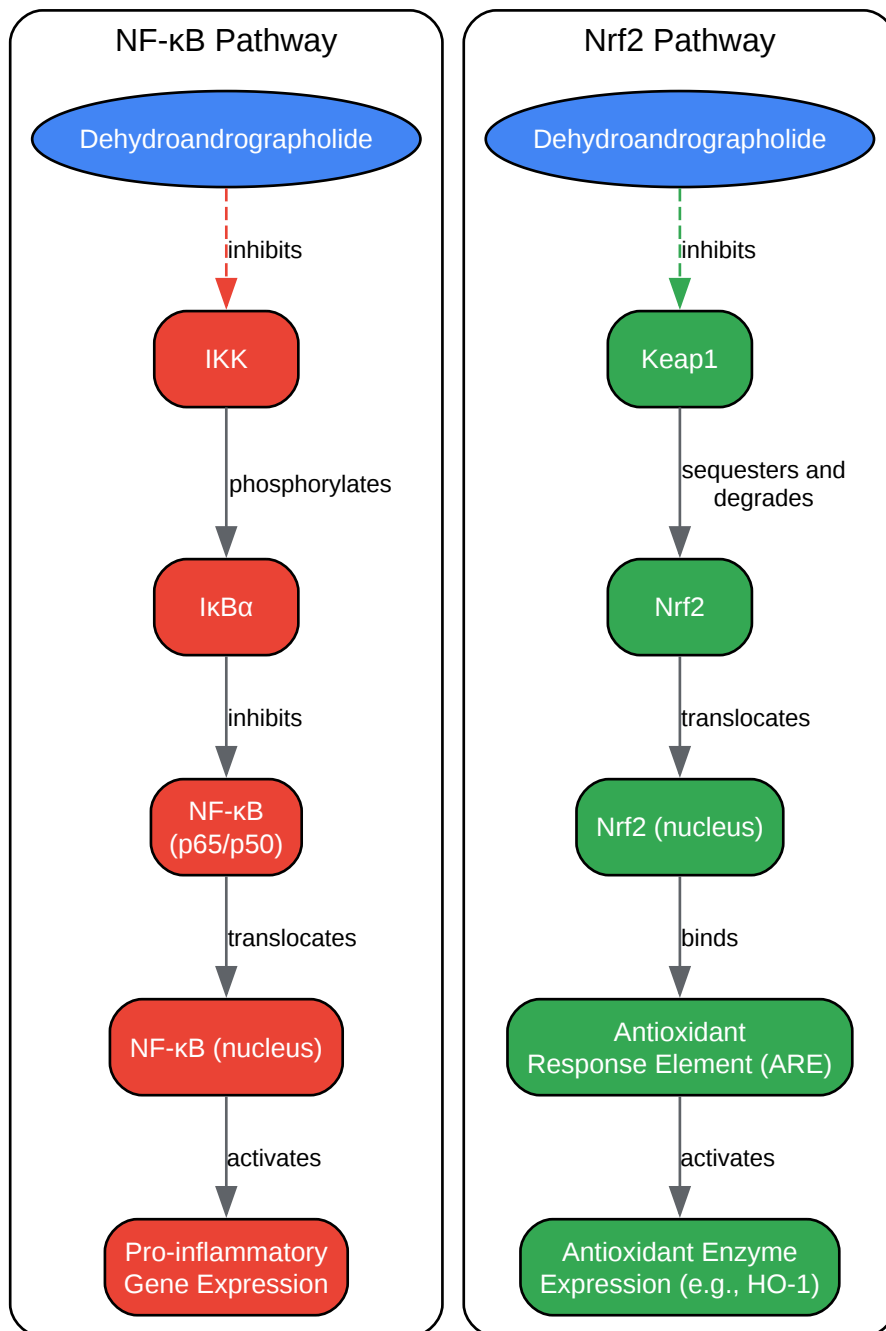 NF-κB Pathway
Dehydroandrographolide
inhibits
IKK
phosphorylates
IκBα
inhibits
NF-κB
(p65/p50)
translocates
NF-κB (nucleus)
activates
Pro-inflammatory
Gene Expression
Nrf2 Pathway
Dehydroandrographolide
inhibits
Keap1
sequesters and
degrades
Nrf2
translocates
Nrf2 (nucleus)
binds
Antioxidant
Response Element (ARE)
activates
Antioxidant Enzyme
Expression (e.g., HO-1)